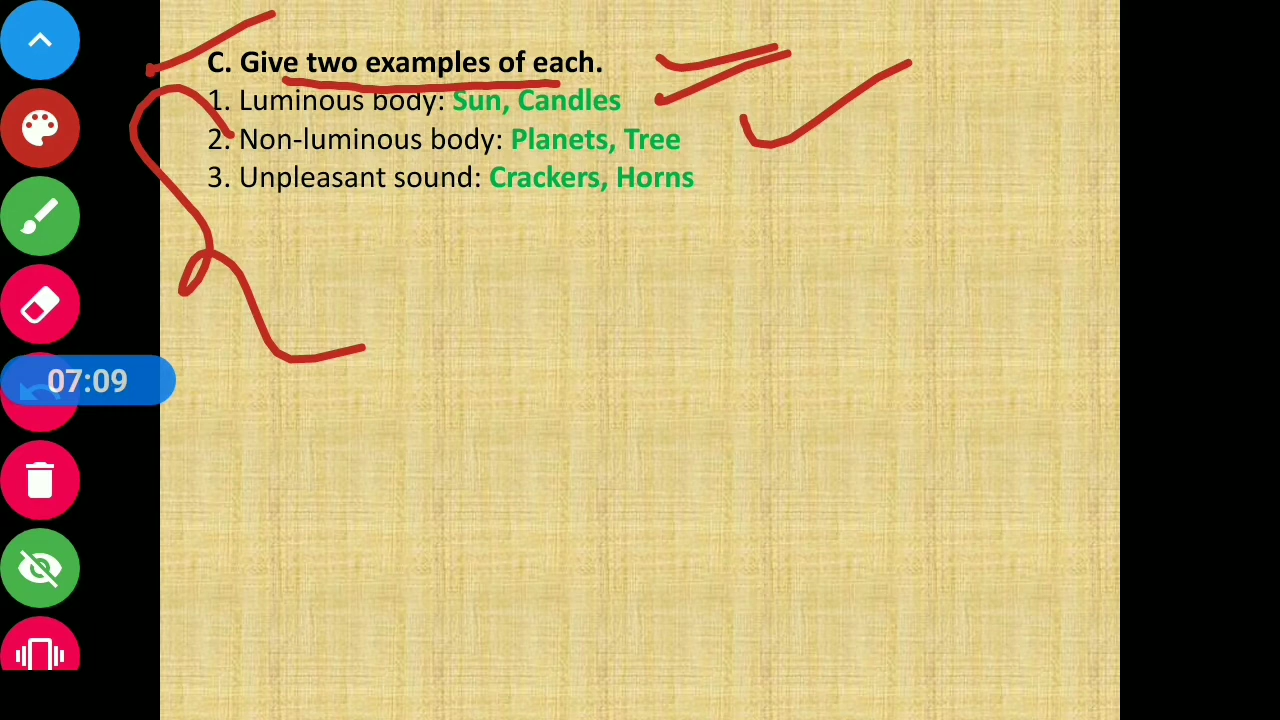 C. Give two examples of each.
1. Luminous body: Sun, Candles
2. Non-luminous body: Planets, Tree
3. Unpleasant sound: Crackers, Horns
07:09